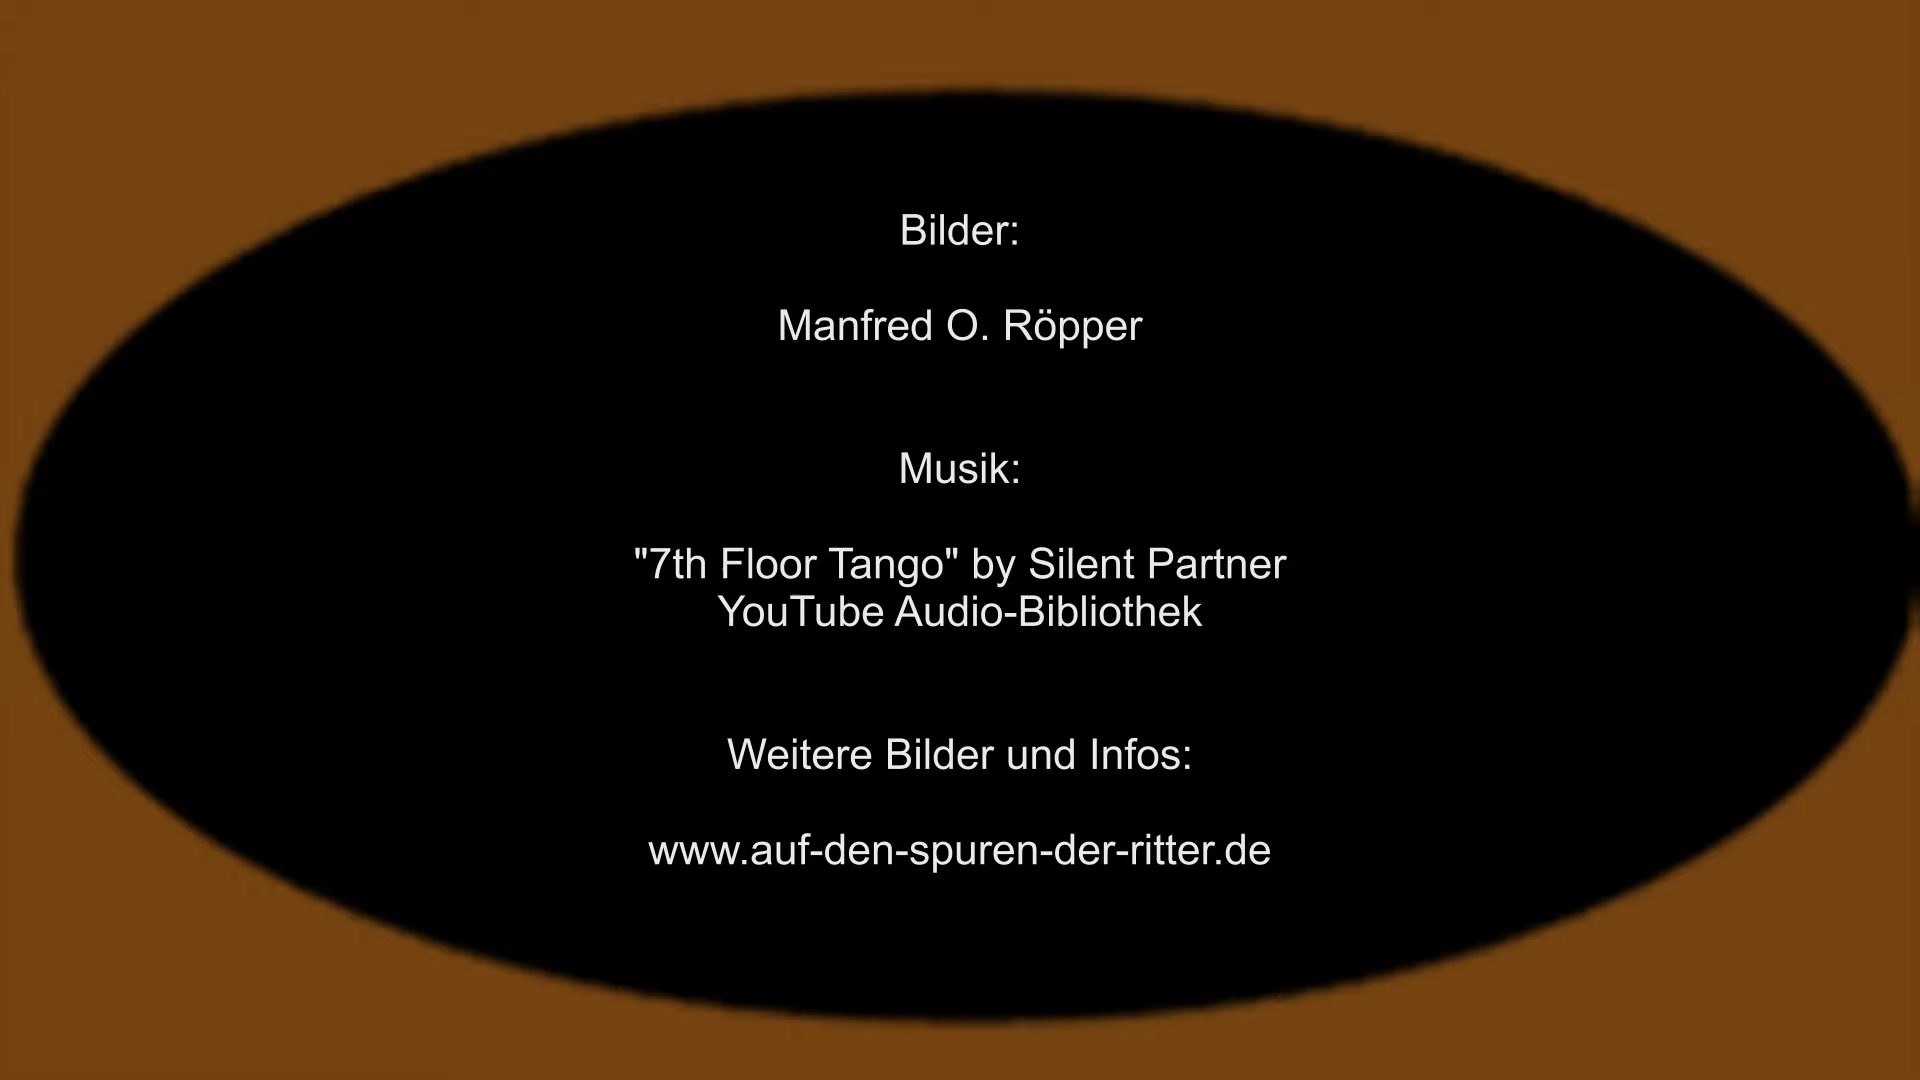 Bilder:
Manfred O. Röpper
Musik:
"7th Floor Tango" by Silent Partner
YouTube Audio-Bibliothek
Weitere Bilder und Infos:
www.auf-den-spuren-der-ritter.de